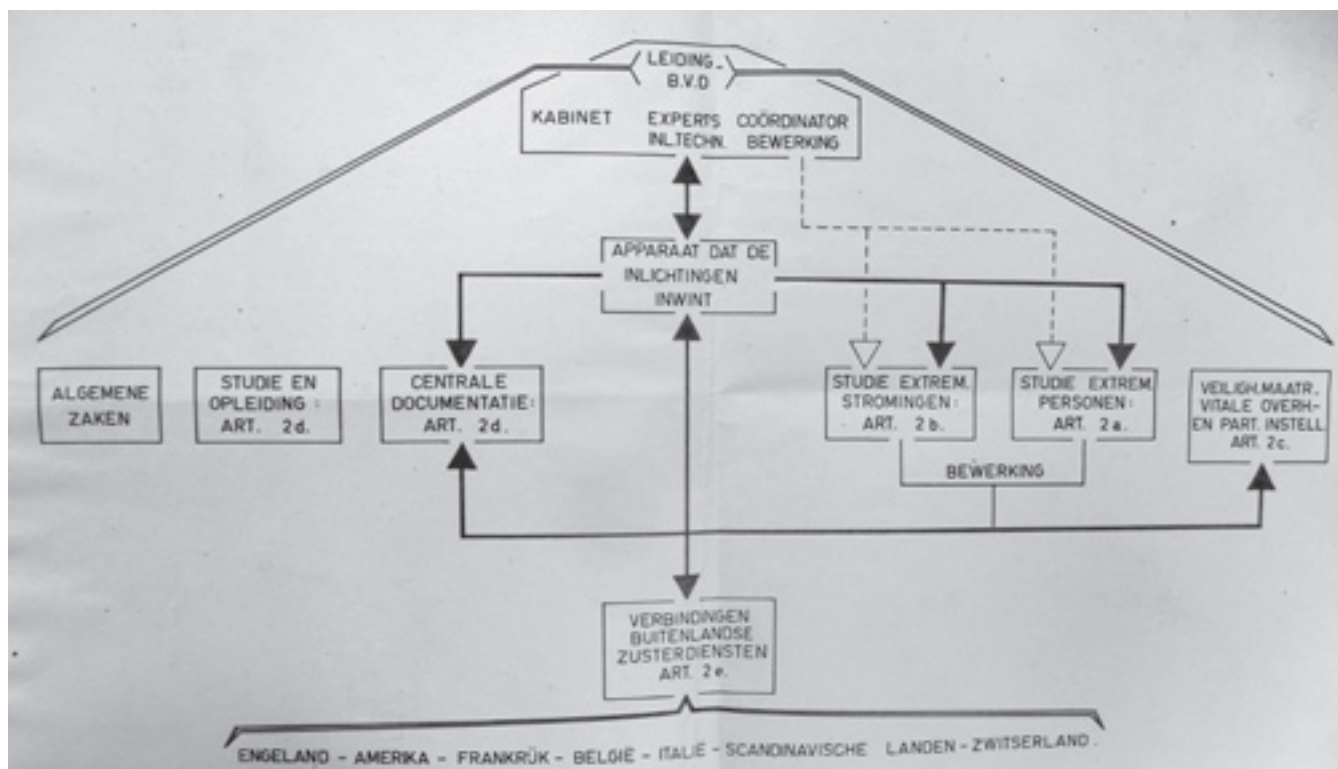 LEIDING_
B.V.D
KABINET
EXPERTS
INL.TECHN.
COÖRDINATOR
BEWERKING
APPARAAT DAT DE
INLICHTINGEN
INWINT
ALGEMENE
ZAKEN
STUDIE EN
OPLEIDING :
ART. 2d.
CENTRALE
DOCUMENTATIE:
ART. 2d.
STUDIE EXTREM.
STROMINGEN:
ART. 2b.
STUDIE EXTREM.
PERSONEN:
ART. 2a.
VEILIGH.MAATR.
VITALE OVERH-
EN PART. INSTELL.
ART. 2c.
BEWERKING
VERBINDINGEN
BUITENLANDSE
ZUSTERDIENSTEN
ART. 2e.
ENGELAND - AMERIKA - FRANKRIJK - BELGIË - ITALIË - SCANDINAVISCHE LANDEN - ZWITSERLAND.